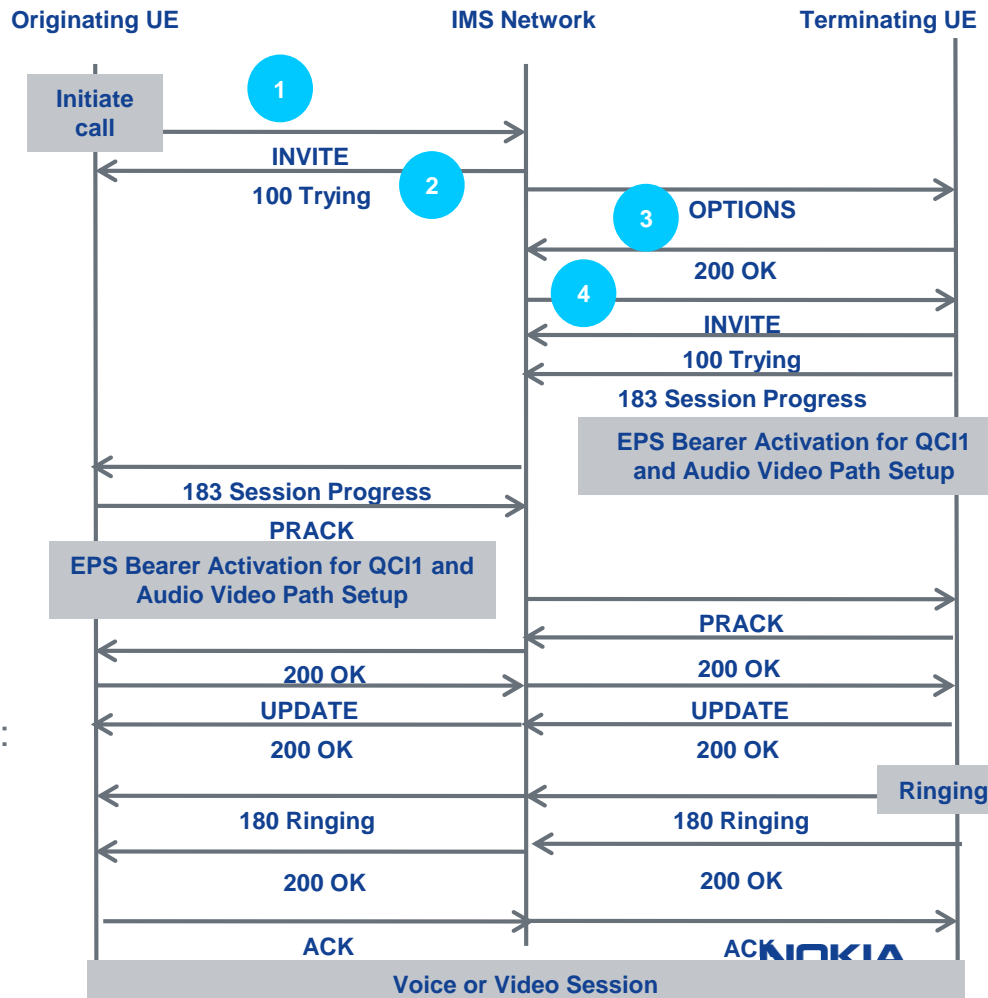 Originating UE
IMS Network
Terminating UE
Initiate
call
1
INVITE
2
100 Trying
OPTIONS
3
200 OK
4
INVITE
100 Trying
183 Session Progress
EPS Bearer Activation for QCI1
and Audio Video Path Setup
183 Session Progress
PRACK
EPS Bearer Activation for QCI1 and
Audio Video Path Setup
PRACK
200 OK
200 OK
UPDATE
UPDATE
:
200 OK
200 OK
Ringing
180 Ringing
180 Ringing
200 OK
200 OK
ACK
ACK
NOKIA
Voice or Video Session